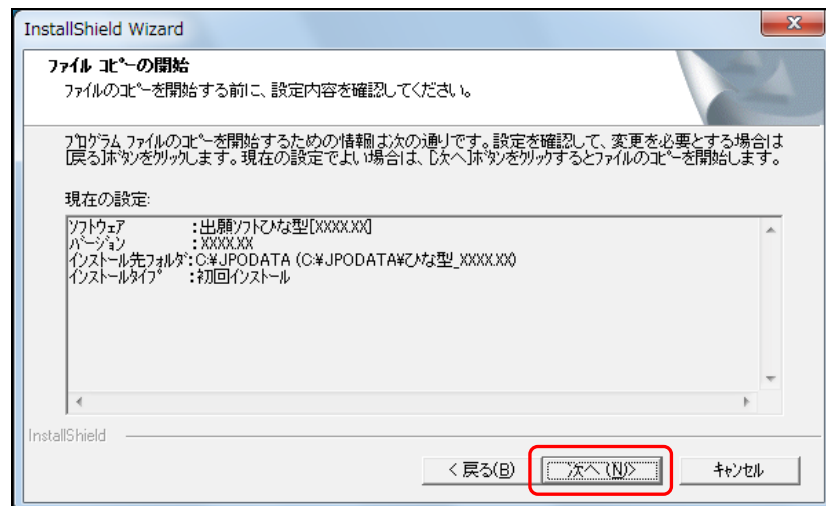 InstallShield Wizard
ファイル コピーの開始
ファイルのコピーを開始する前に、設定内容を確認してください。
プログラム ファイルのコピーを開始するための情報は次の通りです。設定を確認して、変更を必要とする場合は
[戻る]ボタンをクリックします。現在の設定でよい場合は、[次へ]ボタンをクリックするとファイルのコピーを開始します。
現在の設定:
ソフトウェア :出願ソフトひな型[XXXX.XX]
バージョン :XXXX.XX
インストール先フォルダ:C:¥JPODATA (C:¥JPODATA¥ひな型_XXXX.XX)
インストールタイプ :初回インストール
InstallShield
< 戻る(B) 次へ(N)> キャンセル